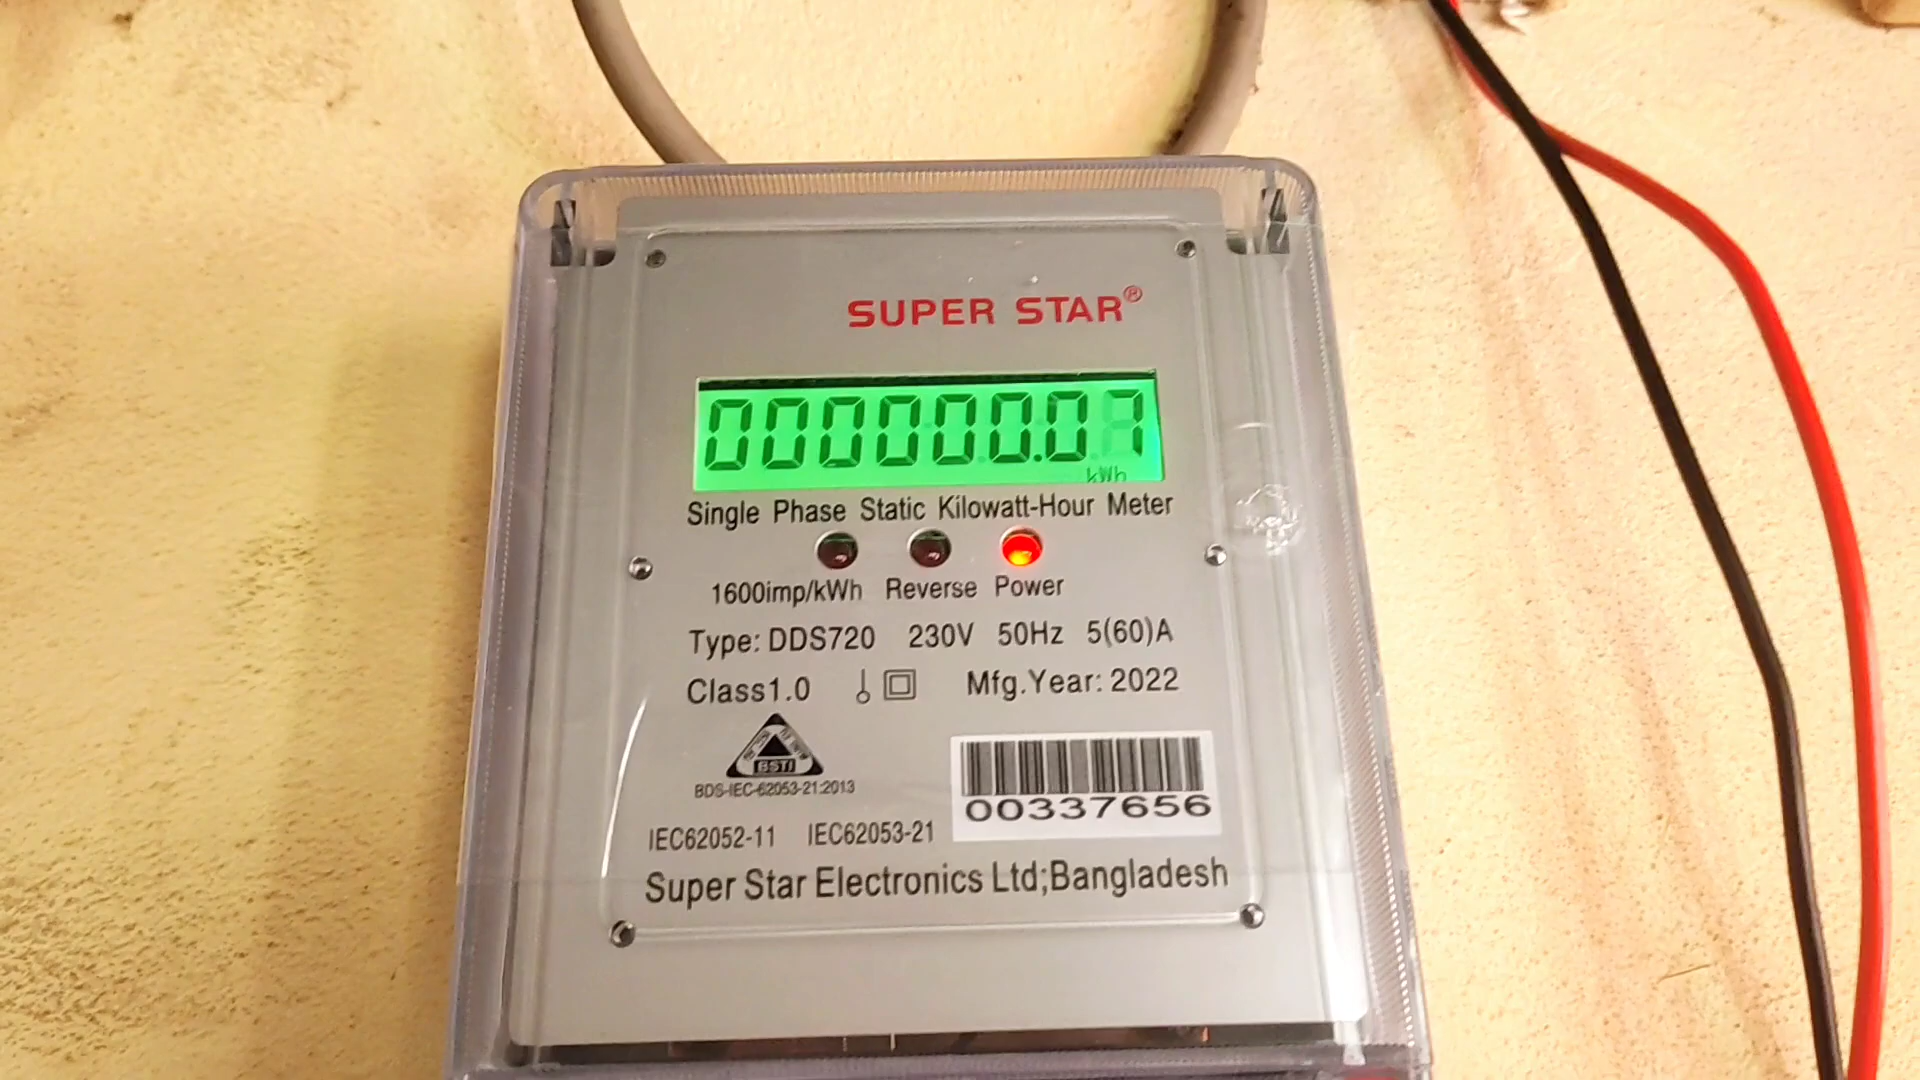 SUPER STAR®
000000.07
kWh
Single Phase Static Kilowatt-Hour Meter
1600imp/kWh Reverse Power
Type: DDS720 230V 50Hz 5(60)A
Class1.0 Mfg.Year: 2022
BSTI
BDS-IEC-62053-21:2013
00337656
IEC62052-11 IEC62053-21
Super Star Electronics Ltd;Bangladesh